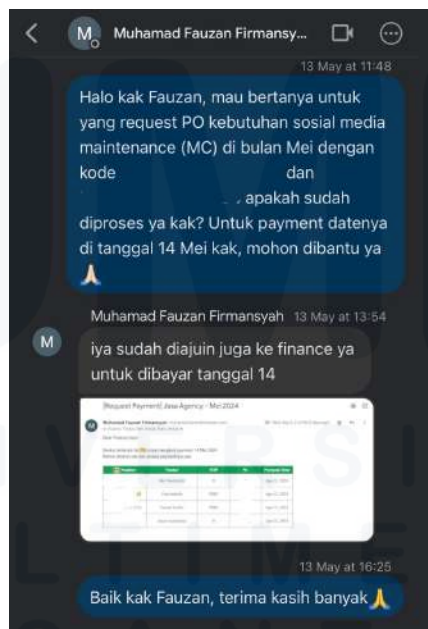 Muhamad Fauzan Firmansy...
13 May at 11:48
Halo kak Fauzan, mau bertanya untuk
yang request PO kebutuhan sosial media
maintenance (MC) di bulan Mei dengan
kode dan
apakah sudah
diproses ya kak? Untuk payment datenya
di tanggal 14 Mei kak, mohon dibantu ya
🙏🏻
Muhamad Fauzan Firmansyah 13 May at 13:54
M
iya sudah diajuin juga ke finance ya
untuk dibayar tanggal 14
[Request Payment] Jasa Agency - Mei 2024
13 May at 16:25
Baik kak Fauzan, terima kasih banyak🙏